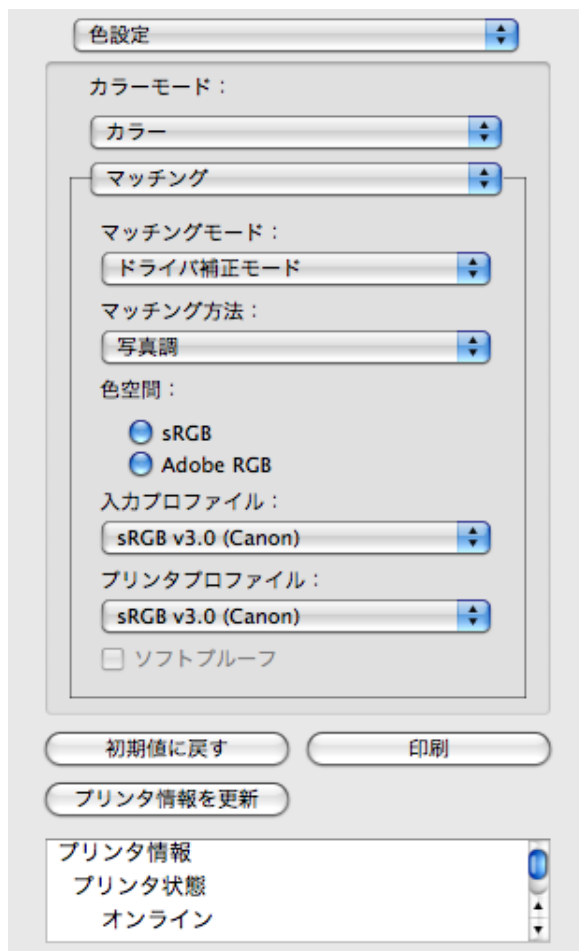 色設定
カラーモード：
カラー
マッチング
マッチングモード：
ドライバ補正モード
マッチング方法：
写真調
色空間：
sRGB
Adobe RGB
入力プロファイル：
sRGB v3.0 (Canon)
プリンタプロファイル：
sRGB v3.0 (Canon)
ソフトプルーフ
初期値に戻す 印刷
プリンタ情報を更新
プリンタ情報
プリンタ状態
オンライン